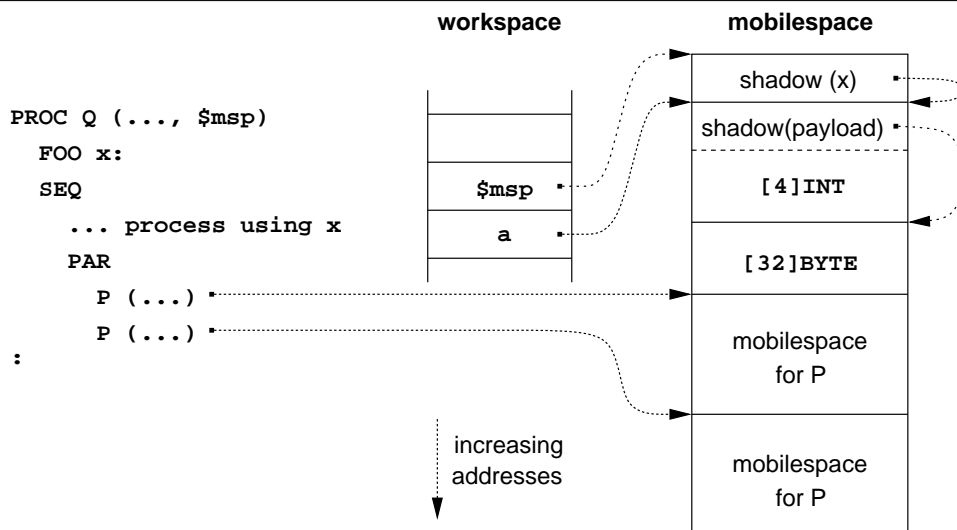 workspace
mobilespace
PROC Q (..., $msp)
FOO x:
SEQ
... process using x
PAR
P (...)
P (...)
:
$msp
a
shadow (x)
shadow(payload)
[4]INT
[32]BYTE
mobilespace
for P
mobilespace
for P
increasing
addresses